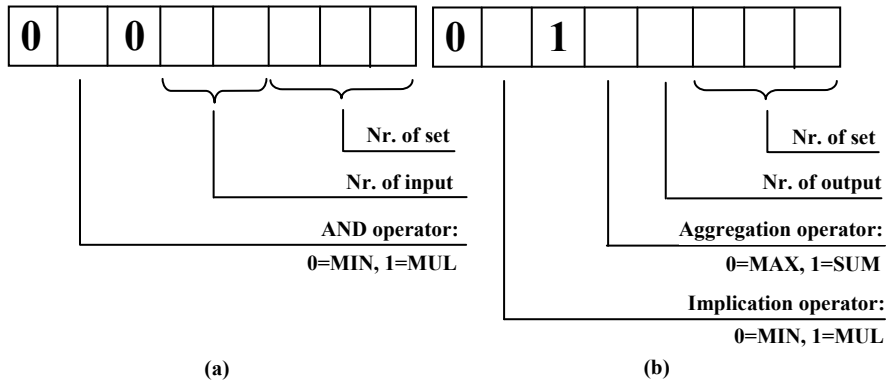 0 0
Nr. of set
Nr. of input
AND operator:
0=MIN, 1=MUL
(a)
0 1
Nr. of set
Nr. of output
Aggregation operator:
0=MAX, 1=SUM
Implication operator:
0=MIN, 1=MUL
(b)